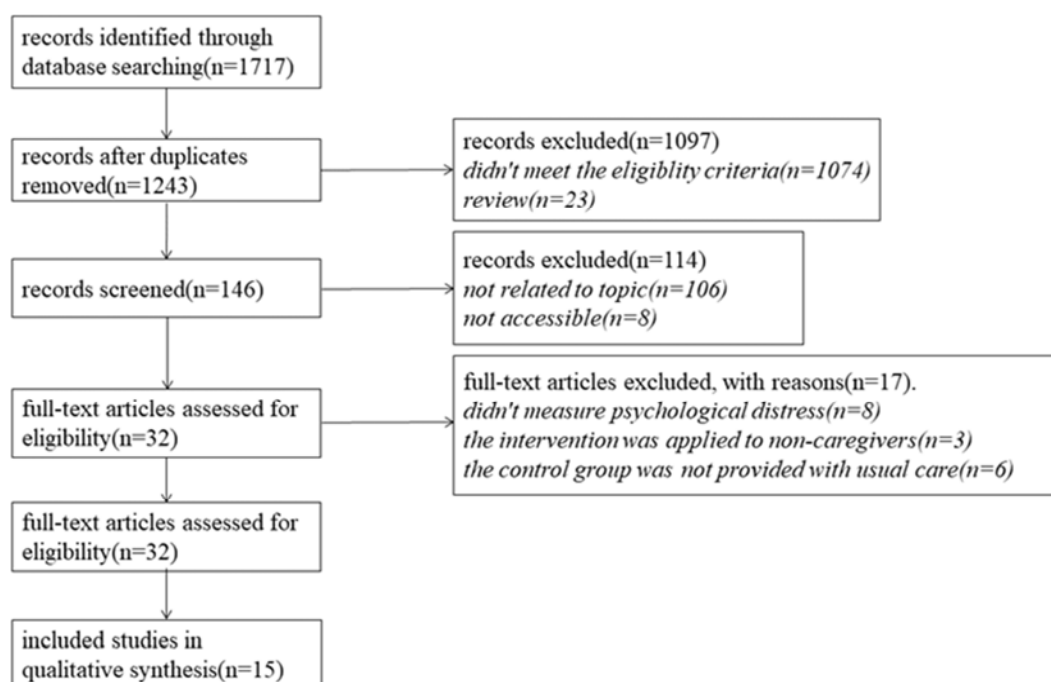 records identified through
database searching(n=1717)
records after duplicates
removed(n=1243)
records excluded(n=1097)
didn't meet the eligiblity criteria(n=1074)
review(n=23)
records screened(n=146)
records excluded(n=114)
not related to topic(n=106)
not accessible(n=8)
full-text articles assessed for
eligibility(n=32)
full-text articles excluded, with reasons(n=17).
didn't measure psychological distress(n=8)
the intervention was applied to non-caregivers(n=3)
the control group was not provided with usual care(n=6)
full-text articles assessed for
eligibility(n=32)
included studies in
qualitative synthesis(n=15)